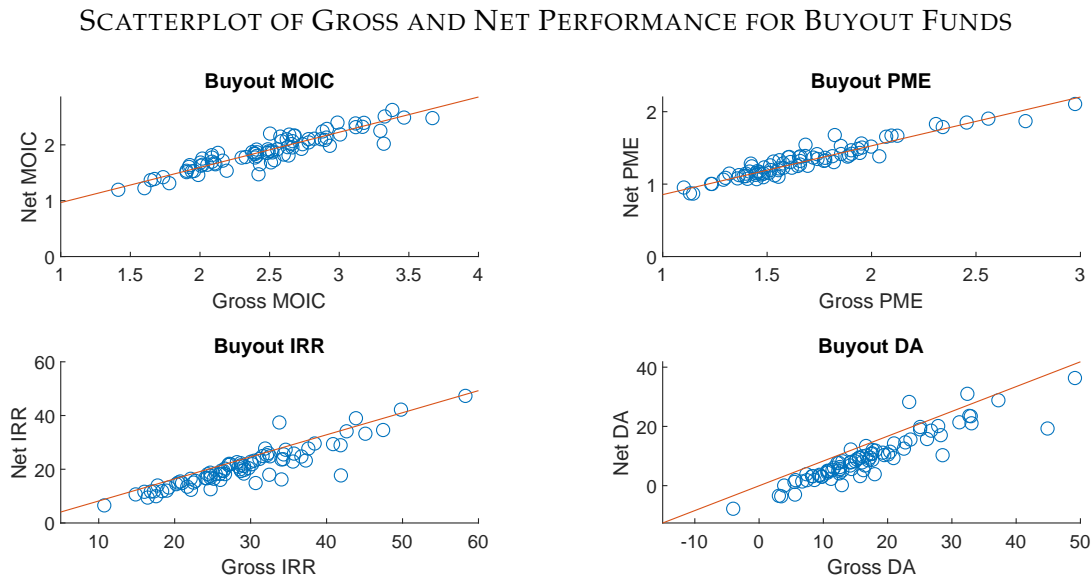 SCATTERPLOT OF GROSS AND NET PERFORMANCE FOR BUYOUT FUNDS
Buyout MOIC
Net MOIC
2
1
0
1 1.5 2 2.5 3 3.5 4
Gross MOIC
Buyout PME
Net PME
2
1
0
1 1.5 2 2.5 3
Gross PME
Buyout IRR
Net IRR
60
40
20
0
10 20 30 40 50 60
Gross IRR
Buyout DA
Net DA
40
20
0
-10 0 10 20 30 40 50
Gross DA